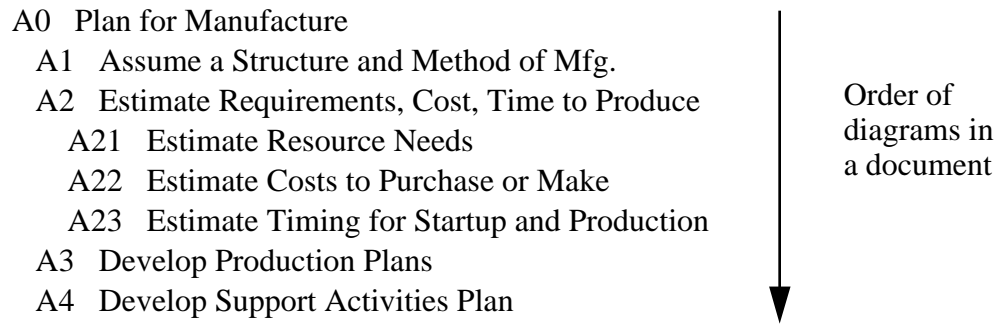 A0 Plan for Manufacture
A1 Assume a Structure and Method of Mfg.
A2 Estimate Requirements, Cost, Time to Produce
A21 Estimate Resource Needs
A22 Estimate Costs to Purchase or Make
A23 Estimate Timing for Startup and Production
A3 Develop Production Plans
A4 Develop Support Activities Plan
Order of
diagrams in
a document